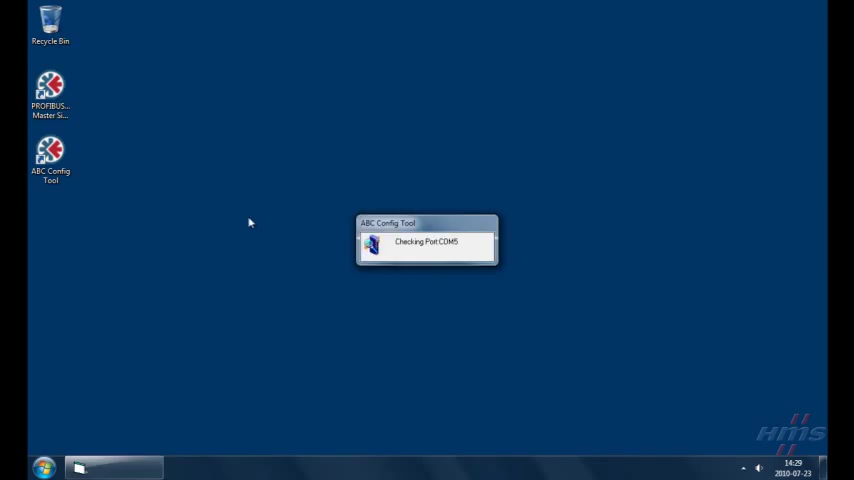 Recycle Bin
PROFIBUS...
Master Si...
ABC Config
Tool
ABC Config Tool
Checking Port:COM5
HMS
14:29
2010-07-23